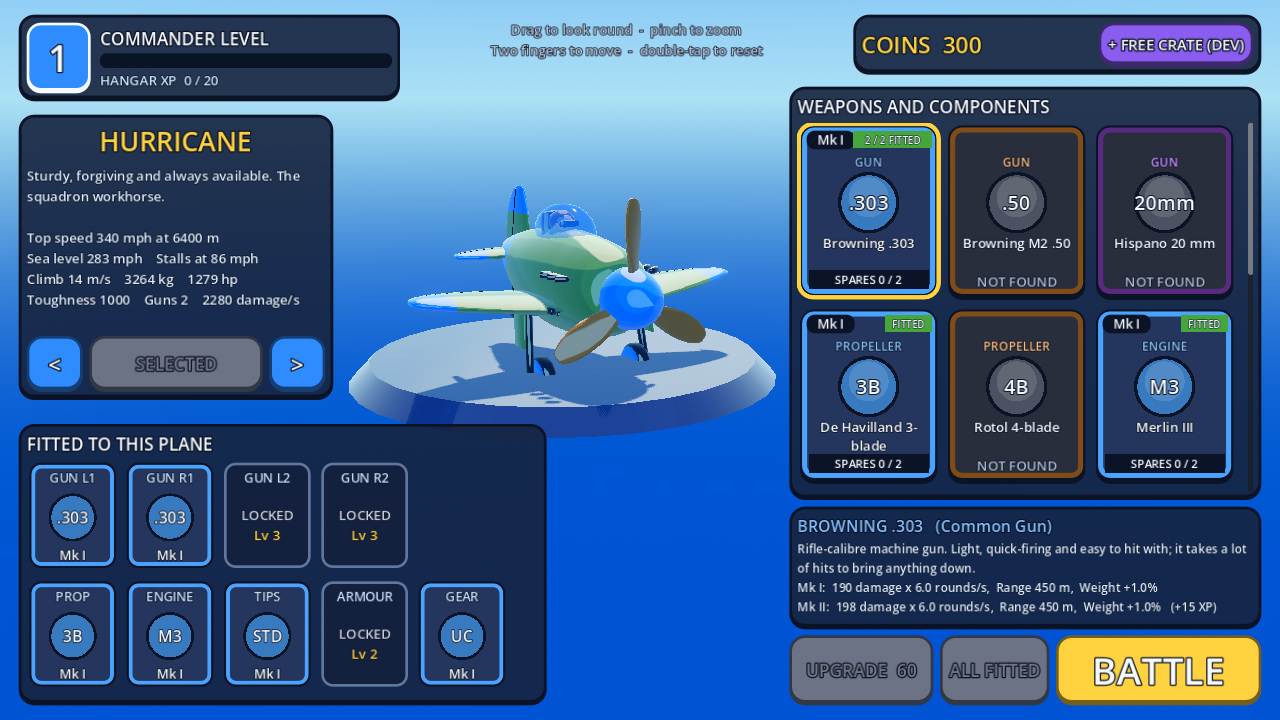 1
COMMANDER LEVEL
HANGAR XP 0 / 20
Drag to look round - pinch to zoom
Two fingers to move - double-tap to reset
COINS 300
+ FREE CRATE (DEV)
HURRICANE
Sturdy, forgiving and always available. The
squadron workhorse.
Top speed 340 mph at 6400 m
Sea level 283 mph Stalls at 86 mph
Climb 14 m/s 3264 kg 1279 hp
Toughness 1000 Guns 2 2280 damage/s
<
SELECTED
>
WEAPONS AND COMPONENTS
Mk I
2 / 2 FITTED
GUN
.303
Browning .303
SPARES 0 / 2
GUN
.50
Browning M2 .50
NOT FOUND
GUN
20mm
Hispano 20 mm
NOT FOUND
Mk I
FITTED
PROPELLER
3B
De Havilland 3-
blade
SPARES 0 / 2
PROPELLER
4B
Rotol 4-blade
NOT FOUND
Mk I
FITTED
ENGINE
M3
Merlin III
SPARES 0 / 2
FITTED TO THIS PLANE
GUN L1
.303
Mk I
GUN R1
.303
Mk I
GUN L2
LOCKED
Lv 3
GUN R2
LOCKED
Lv 3
PROP
3B
Mk I
ENGINE
M3
Mk I
TIPS
STD
Mk I
ARMOUR
LOCKED
Lv 2
GEAR
UC
Mk I
BROWNING .303 (Common Gun)
Rifle-calibre machine gun. Light, quick-firing and easy to hit with; it takes a lot
of hits to bring anything down.
Mk I: 190 damage x 6.0 rounds/s, Range 450 m, Weight +1.0%
Mk II: 198 damage x 6.0 rounds/s, Range 450 m, Weight +1.0% (+15 XP)
UPGRADE 60
ALL FITTED
BATTLE